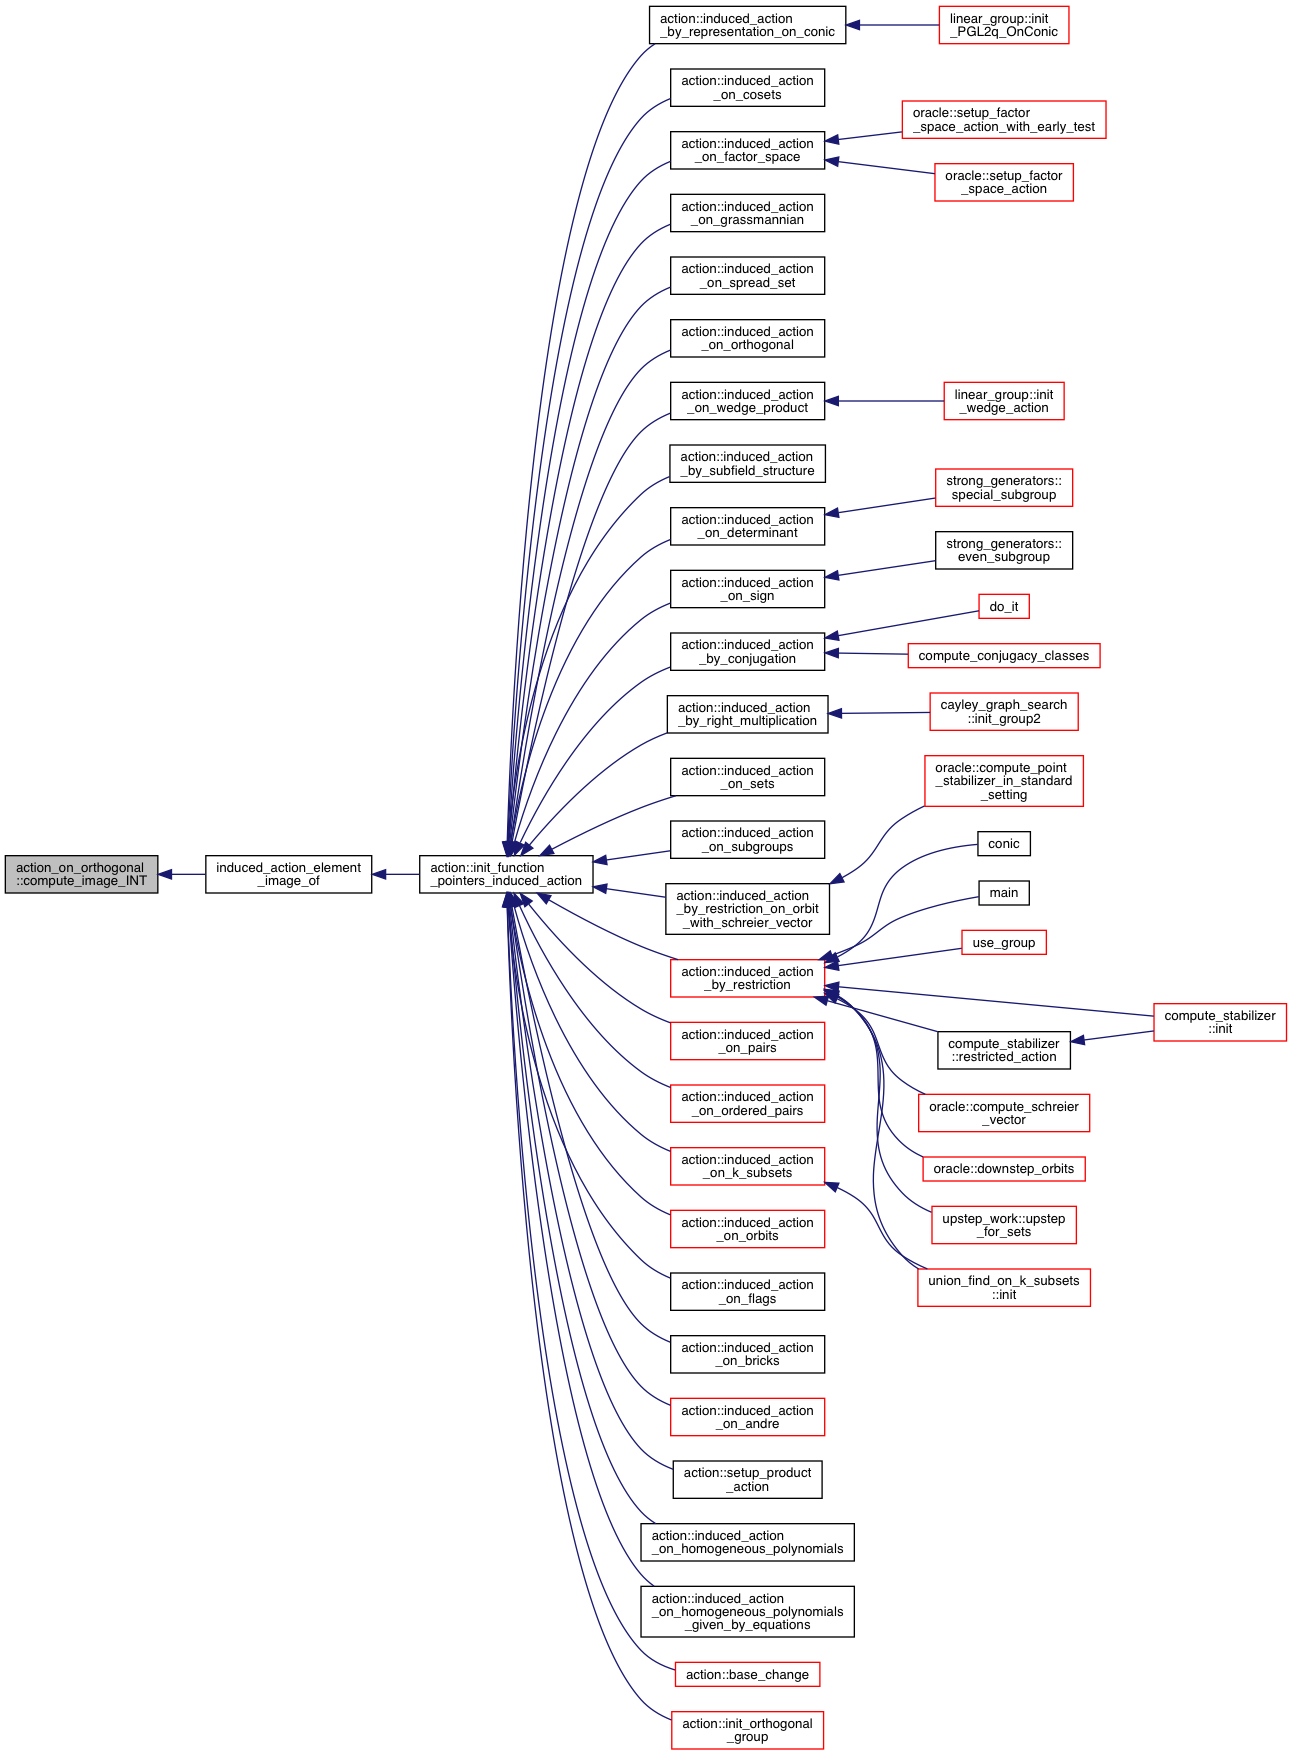 action_on_orthogonal
::compute_image_INT
induced_action_element
_image_of
action::init_function
_pointers_induced_action
action::induced_action
_by_representation_on_conic
linear_group::init
_PGL2q_OnConic
action::induced_action
_on_cosets
action::induced_action
_on_factor_space
oracle::setup_factor
_space_action_with_early_test
oracle::setup_factor
_space_action
action::induced_action
_on_grassmannian
action::induced_action
_on_spread_set
action::induced_action
_on_orthogonal
action::induced_action
_on_wedge_product
linear_group::init
_wedge_action
action::induced_action
_by_subfield_structure
action::induced_action
_on_determinant
strong_generators::
special_subgroup
action::induced_action
_on_sign
strong_generators::
even_subgroup
action::induced_action
_by_conjugation
do_it
compute_conjugacy_classes
action::induced_action
_by_right_multiplication
cayley_graph_search
::init_group2
action::induced_action
_on_sets
action::induced_action
_on_subgroups
action::induced_action
_by_restriction_on_orbit
_with_schreier_vector
oracle::compute_point
_stabilizer_in_standard
_setting
action::induced_action
_by_restriction
conic
main
use_group
compute_stabilizer
::restricted_action
compute_stabilizer
::init
oracle::compute_schreier
_vector
oracle::downstep_orbits
upstep_work::upstep
_for_sets
union_find_on_k_subsets
::init
action::induced_action
_on_pairs
action::induced_action
_on_ordered_pairs
action::induced_action
_on_k_subsets
action::induced_action
_on_orbits
action::induced_action
_on_flags
action::induced_action
_on_bricks
action::induced_action
_on_andre
action::setup_product
_action
action::induced_action
_on_homogeneous_polynomials
action::induced_action
_on_homogeneous_polynomials
_given_by_equations
action::base_change
action::init_orthogonal
_group